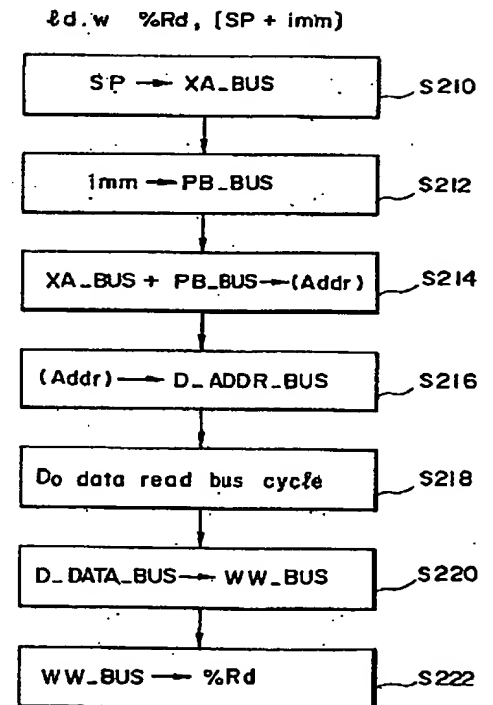 ld.w %Rd, [SP + imm]
SP → XA_BUS S210
imm → PB_BUS S212
XA_BUS + PB_BUS → (Addr) S214
(Addr) → D_ADDR_BUS S216
Do data read bus cycle S218
D_DATA_BUS → WW_BUS S220
WW_BUS → %Rd S222